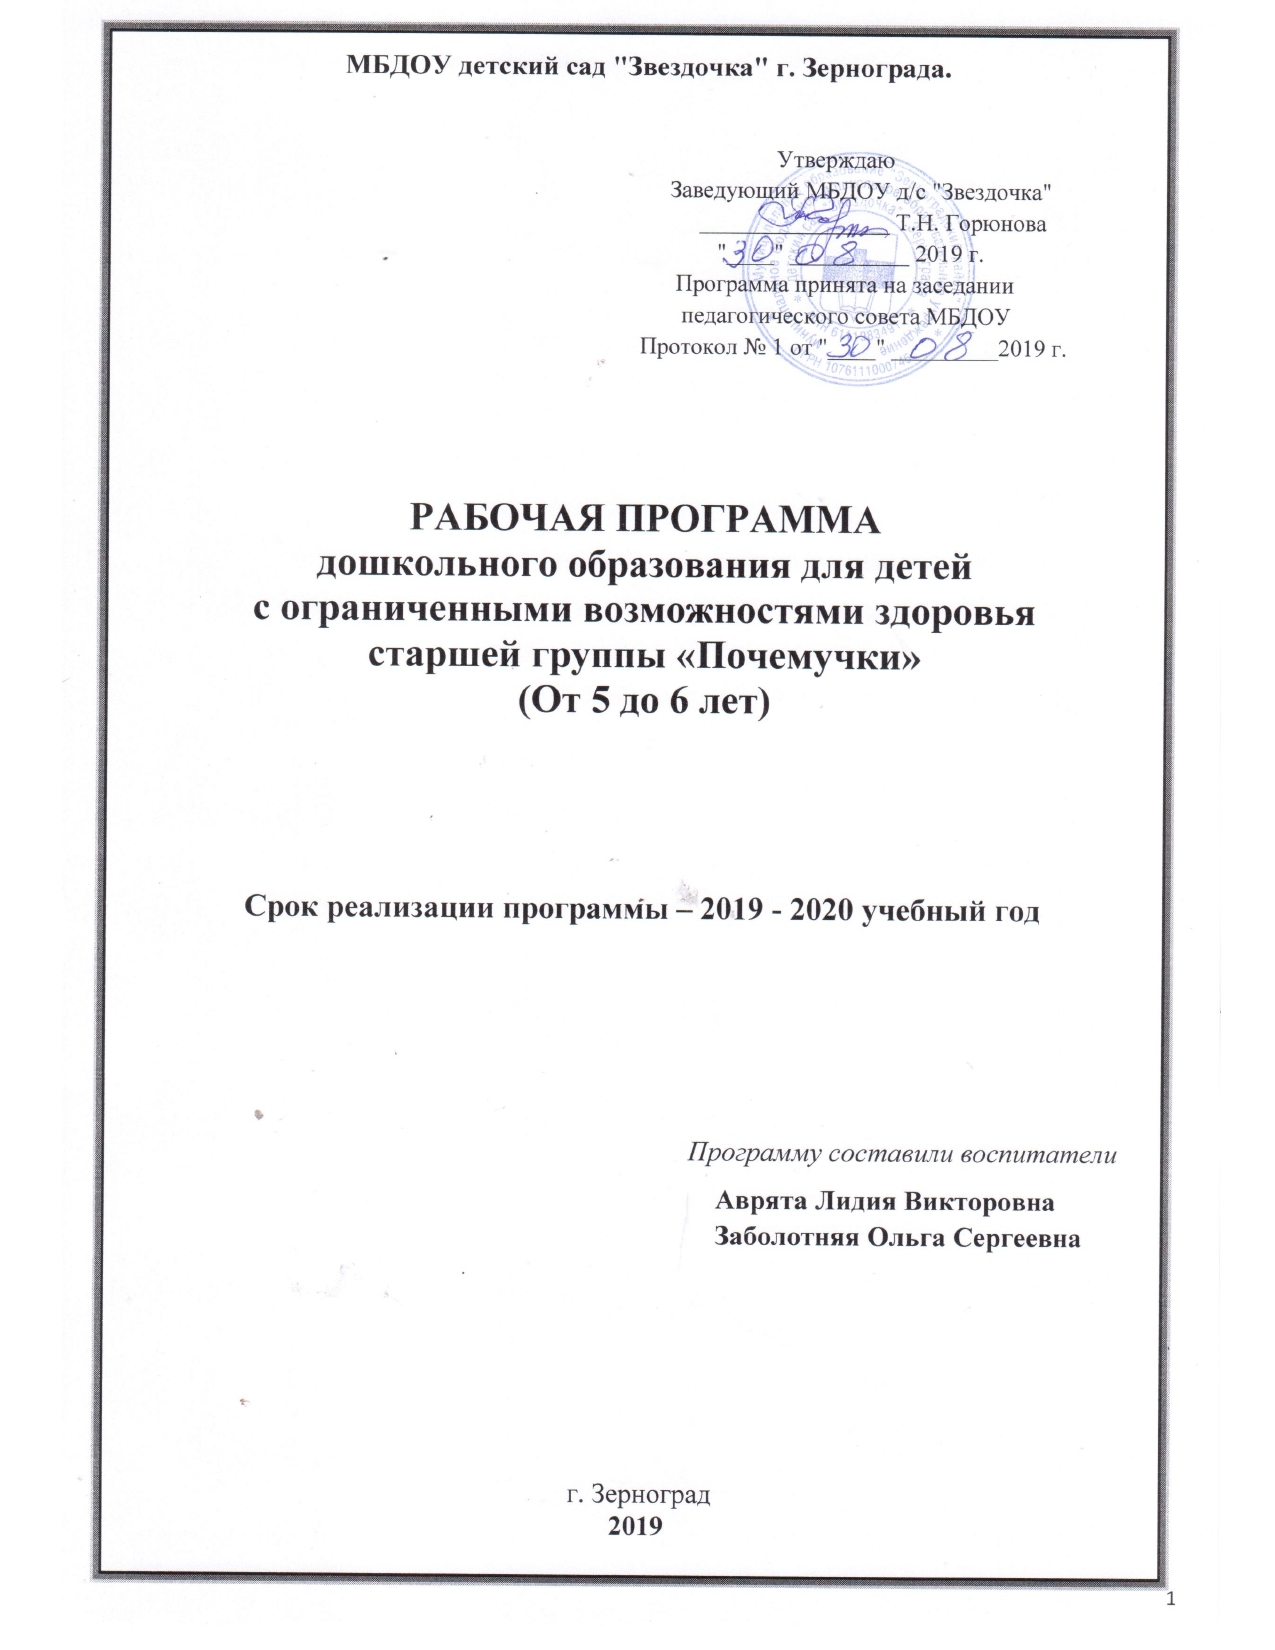 МБДОУ детский сад "Звездочка" г. Зернограда.
Утверждаю
Заведующий МБДОУ д/с "Звездочка"
____________ Т.Н. Горюнова
"30" 08 2019 г.
Программа принята на заседании
педагогического совета МБДОУ
Протокол № 1 от "30" 08 2019 г.
РАБОЧАЯ ПРОГРАММА
дошкольного образования для детей
с ограниченными возможностями здоровья
старшей группы «Почемучки»
(От 5 до 6 лет)
Срок реализации программы – 2019 - 2020 учебный год
Программу составили воспитатели
Аврята Лидия Викторовна
Заболотняя Ольга Сергеевна
г. Зерноград
2019
1